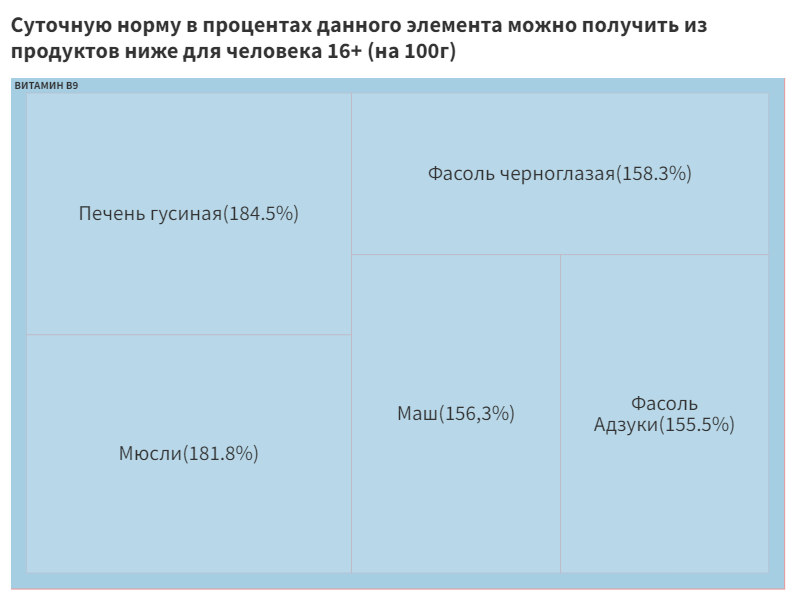 Суточную норму в процентах данного элемента можно получить из
продуктов ниже для человека 16+ (на 100г)
ВИТАМИН B9
Печень гусиная(184.5%)
Фасоль черноглазая(158.3%)
Мюсли(181.8%)
Маш(156,3%)
Фасоль
Адзуки(155.5%)